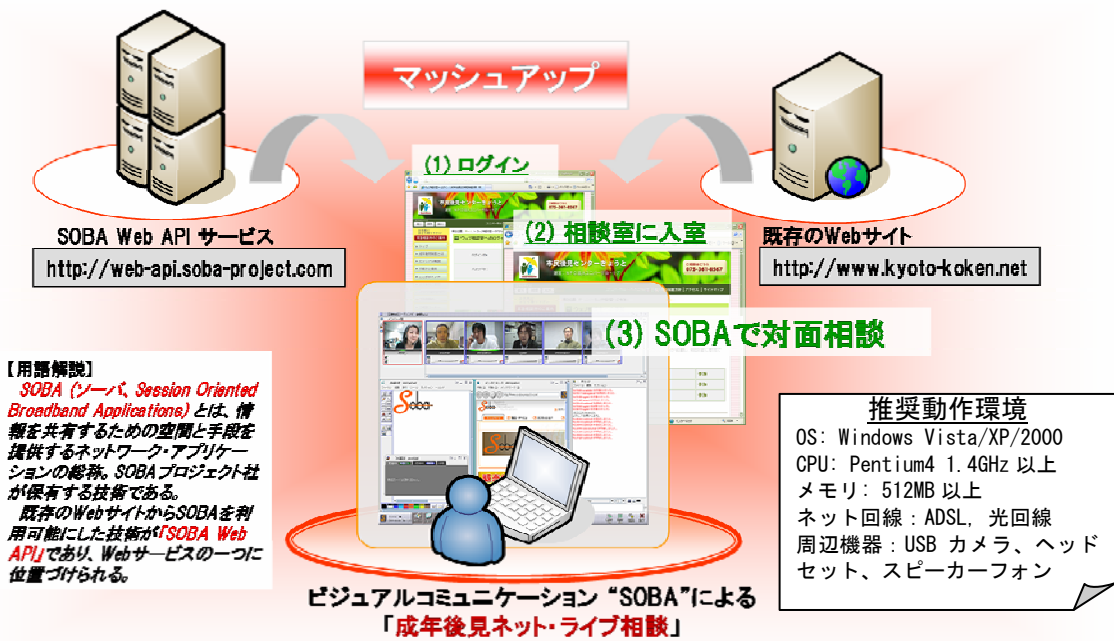 マッシュアップ
(1) ログイン
(2) 相談室に入室
SOBA Web API サービス
http://web-api.soba-project.com
既存のWebサイト
http://www.kyoto-koken.net
市民後見センターきょうと
(3) SOBAで対面相談
【用語解説】
SOBA (ソーバ、Session Oriented
Broadband Applications) とは、情
報を共有するための空間と手段を
提供するネットワーク・アプリケー
ションの総称。SOBAプロジェクト社
が保有する技術である。
既存のWebサイトからSOBAを利
用可能にした技術が「SOBA Web
API」であり、Webサービスの一つに
位置づけられる。
Soba
推奨動作環境
OS: Windows Vista/XP/2000
CPU: Pentium4 1.4GHz 以上
メモリ: 512MB 以上
ネット回線：ADSL, 光回線
周辺機器：USB カメラ、ヘッド
セット、スピーカーフォン
ビジュアルコミュニケーション “SOBA”による
「成年後見ネット・ライブ相談」